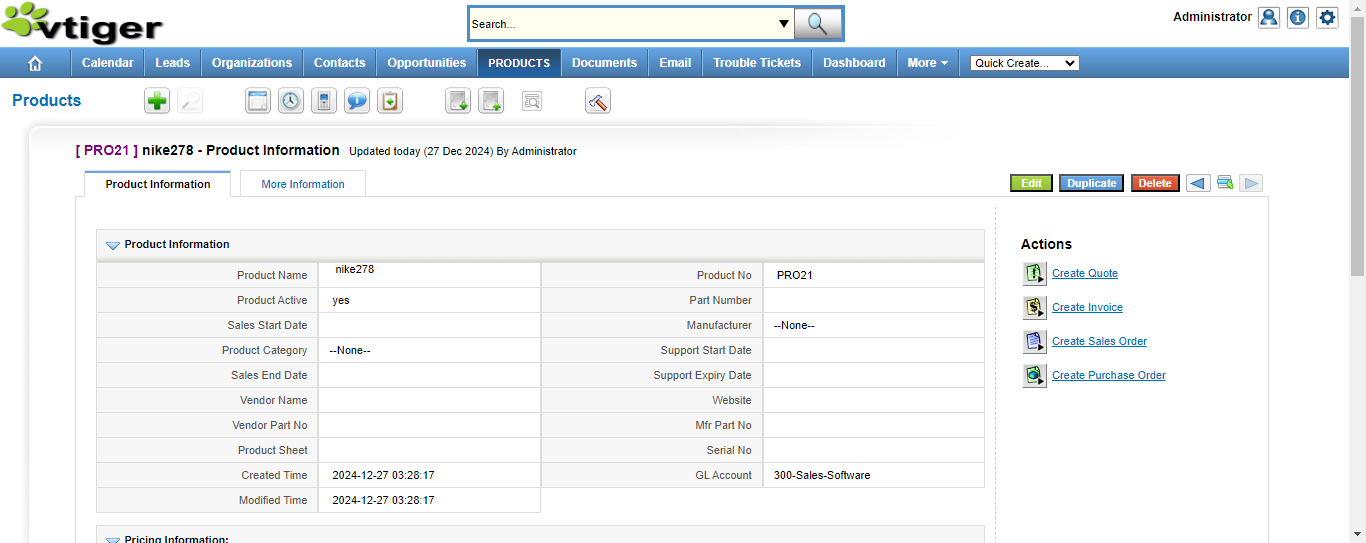 vtiger
Search...
Administrator
Calendar Leads Organizations Contacts Opportunities PRODUCTS Documents Email Trouble Tickets Dashboard More Quick Create...
Products
[ PRO21 ] nike278 - Product Information Updated today (27 Dec 2024) By Administrator
Product Information More Information Edit Duplicate Delete
Product Information
Product Name nike278 Product No PRO21
Product Active yes Part Number
Sales Start Date Manufacturer --None--
Product Category --None-- Support Start Date
Sales End Date Support Expiry Date
Vendor Name Website
Vendor Part No Mfr Part No
Product Sheet Serial No
Created Time 2024-12-27 03:28:17 GL Account 300-Sales-Software
Modified Time 2024-12-27 03:28:17
Pricing Information:
Actions
Create Quote
Create Invoice
Create Sales Order
Create Purchase Order